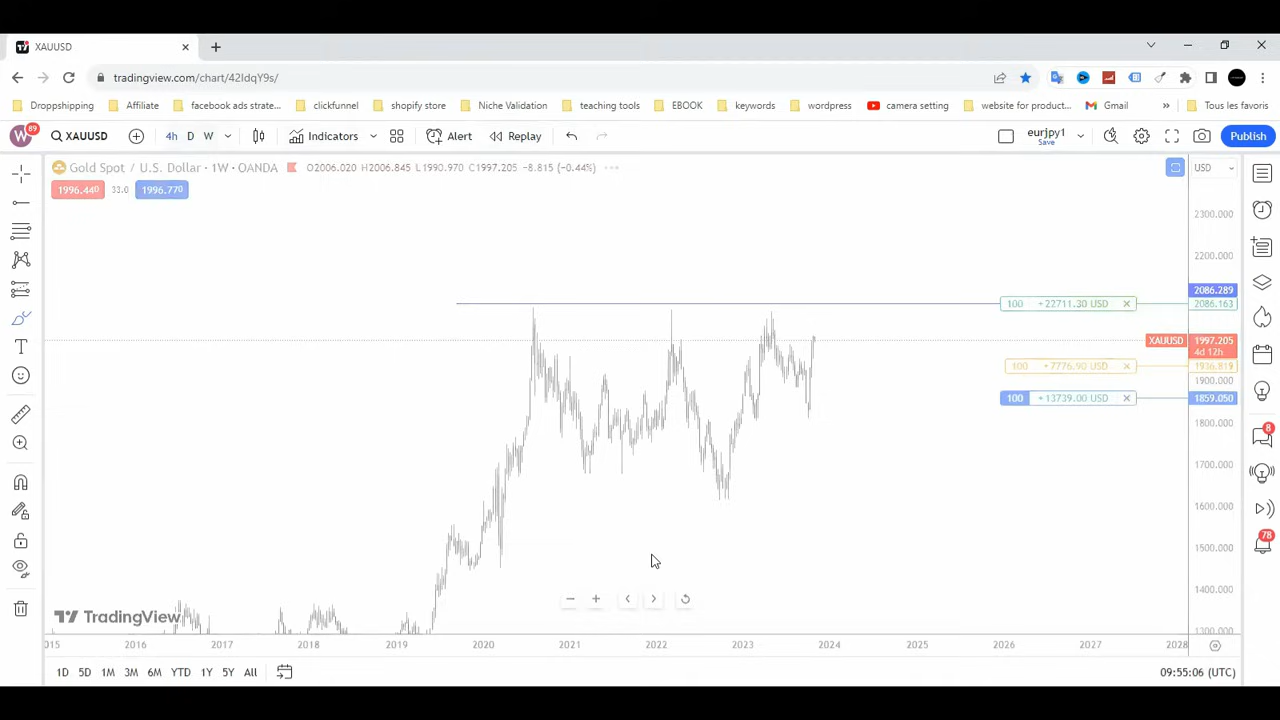 XAUUSD
tradingview.com/chart/42IdqY9s/
Droppshipping Affiliate facebook ads strate... clickfunnel shopify store Niche Validation teaching tools EBOOK keywords wordpress camera setting website for product... Gmail » Tous les favoris
W 89 XAUUSD 4h D W Indicators Alert Replay eurjpy1 Save Publish
Gold Spot / U.S. Dollar · 1W · OANDA O2006.020 H2006.845 L1990.970 C1997.205 −8.815 (−0.44%) USD
1996.440 33.0 1996.770
2300.000
2200.000
2086.289
100 +22711.30 USD 2086.163
XAUUSD 1997.205
4d 12h
100 +7776.90 USD 1936.819
1900.000
100 +13739.00 USD 1859.050
1800.000
8
1700.000
1600.000
78
1500.000
1400.000
TradingView
1300.000
2015 2016 2017 2018 2019 2020 2021 2022 2023 2024 2025 2026 2027 2028
1D 5D 1M 3M 6M YTD 1Y 5Y All 09:55:06 (UTC)